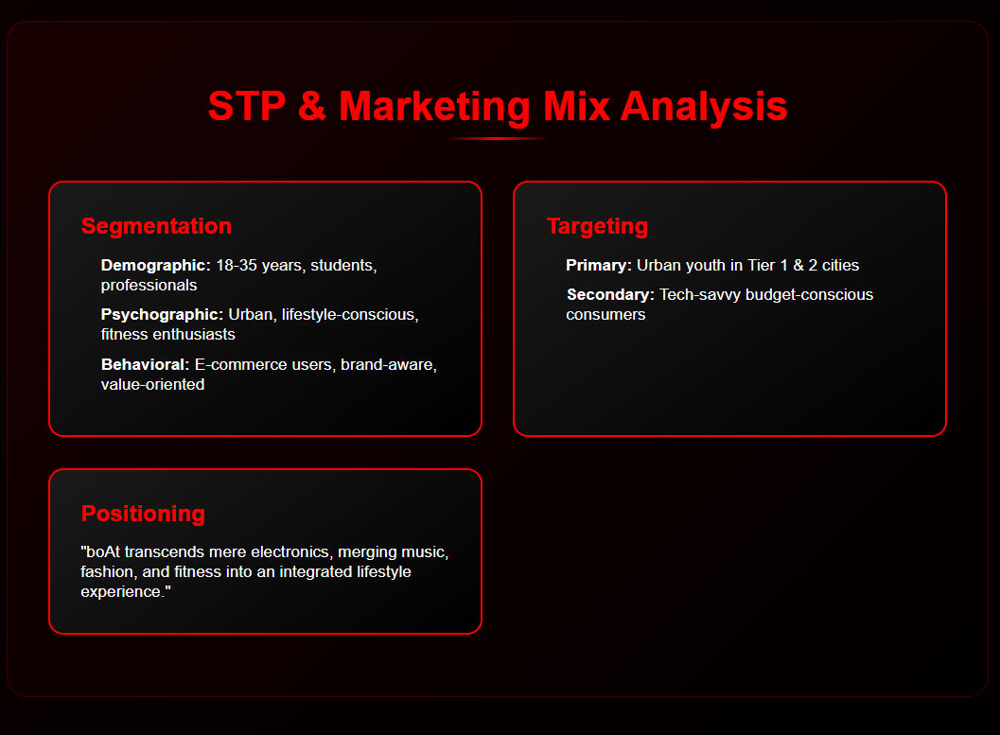 STP & Marketing Mix Analysis
Segmentation
Demographic: 18-35 years, students,
professionals
Psychographic: Urban, lifestyle-conscious,
fitness enthusiasts
Behavioral: E-commerce users, brand-aware,
value-oriented
Targeting
Primary: Urban youth in Tier 1 & 2 cities
Secondary: Tech-savvy budget-conscious
consumers
Positioning
"boAt transcends mere electronics, merging music,
fashion, and fitness into an integrated lifestyle
experience."